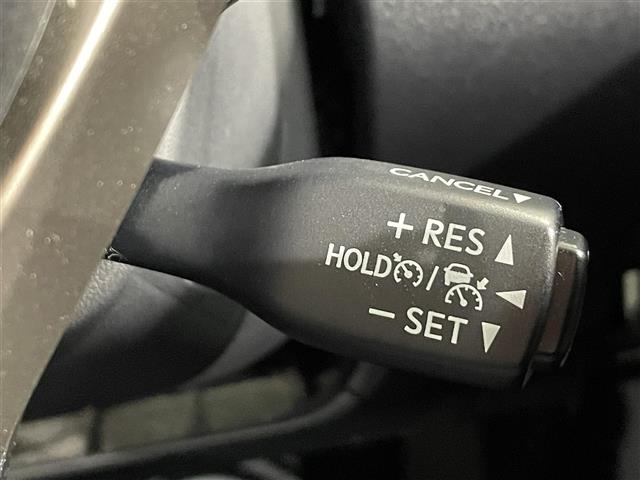 CANCEL▼
+ RES ▲
HOLD / ◀
− SET ▼